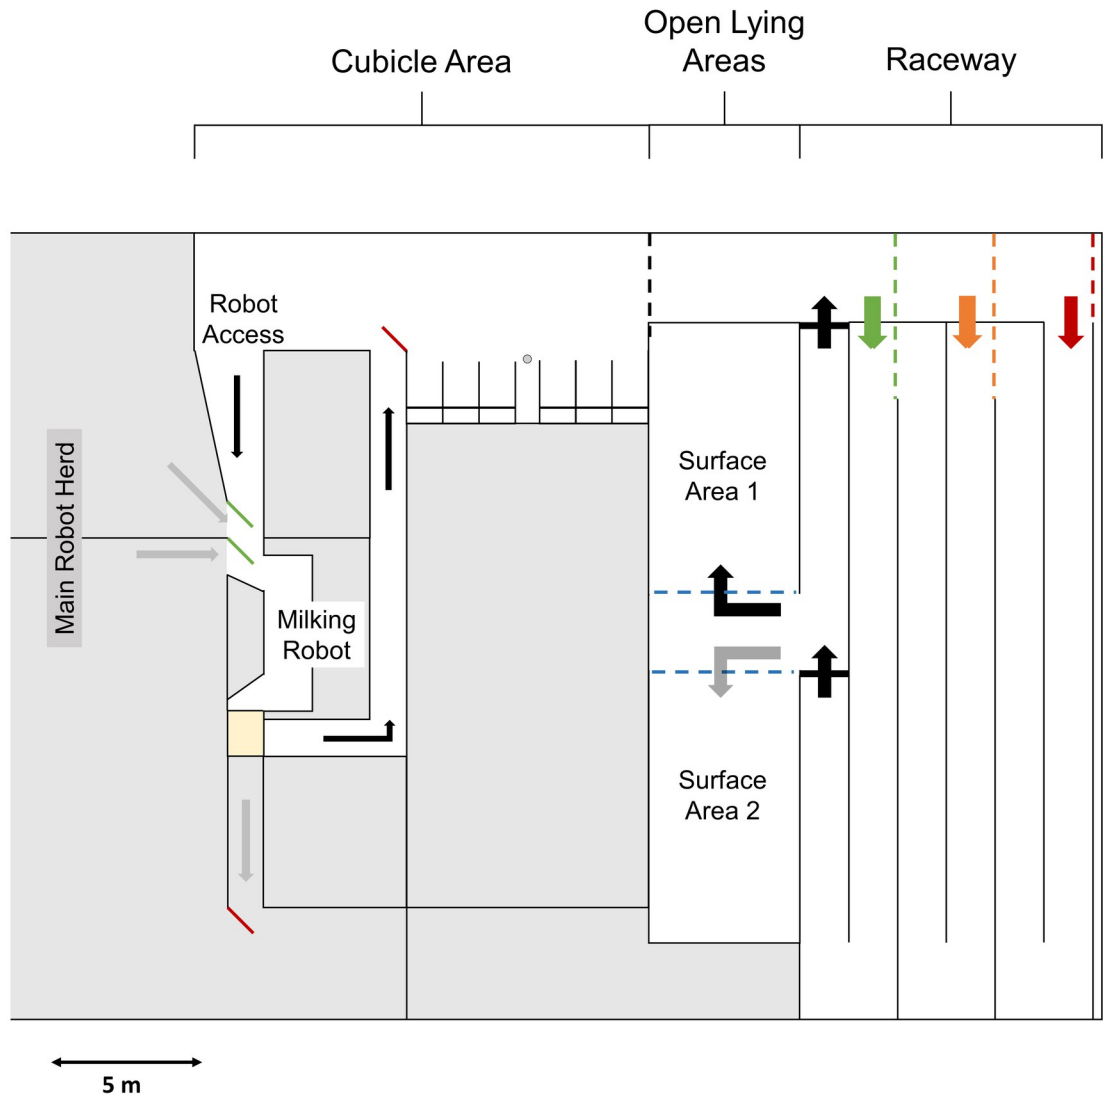 Cubicle Area
Open Lying
Areas
Raceway
Robot
Access
Main Robot Herd
Milking
Robot
Surface
Area 1
Surface
Area 2
5 m